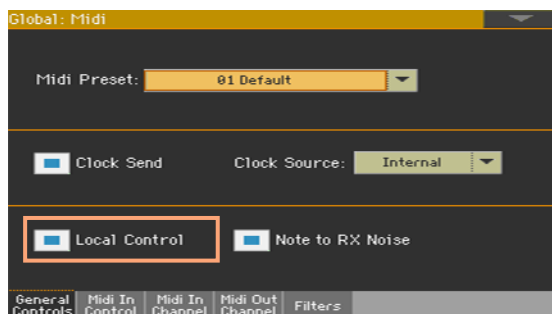 Global: Midi
Midi Preset: 01 Default
Clock Send Clock Source: Internal
Local Control Note to RX Noise
General Controls Midi In Control Midi In Channel Midi Out Channel Filters